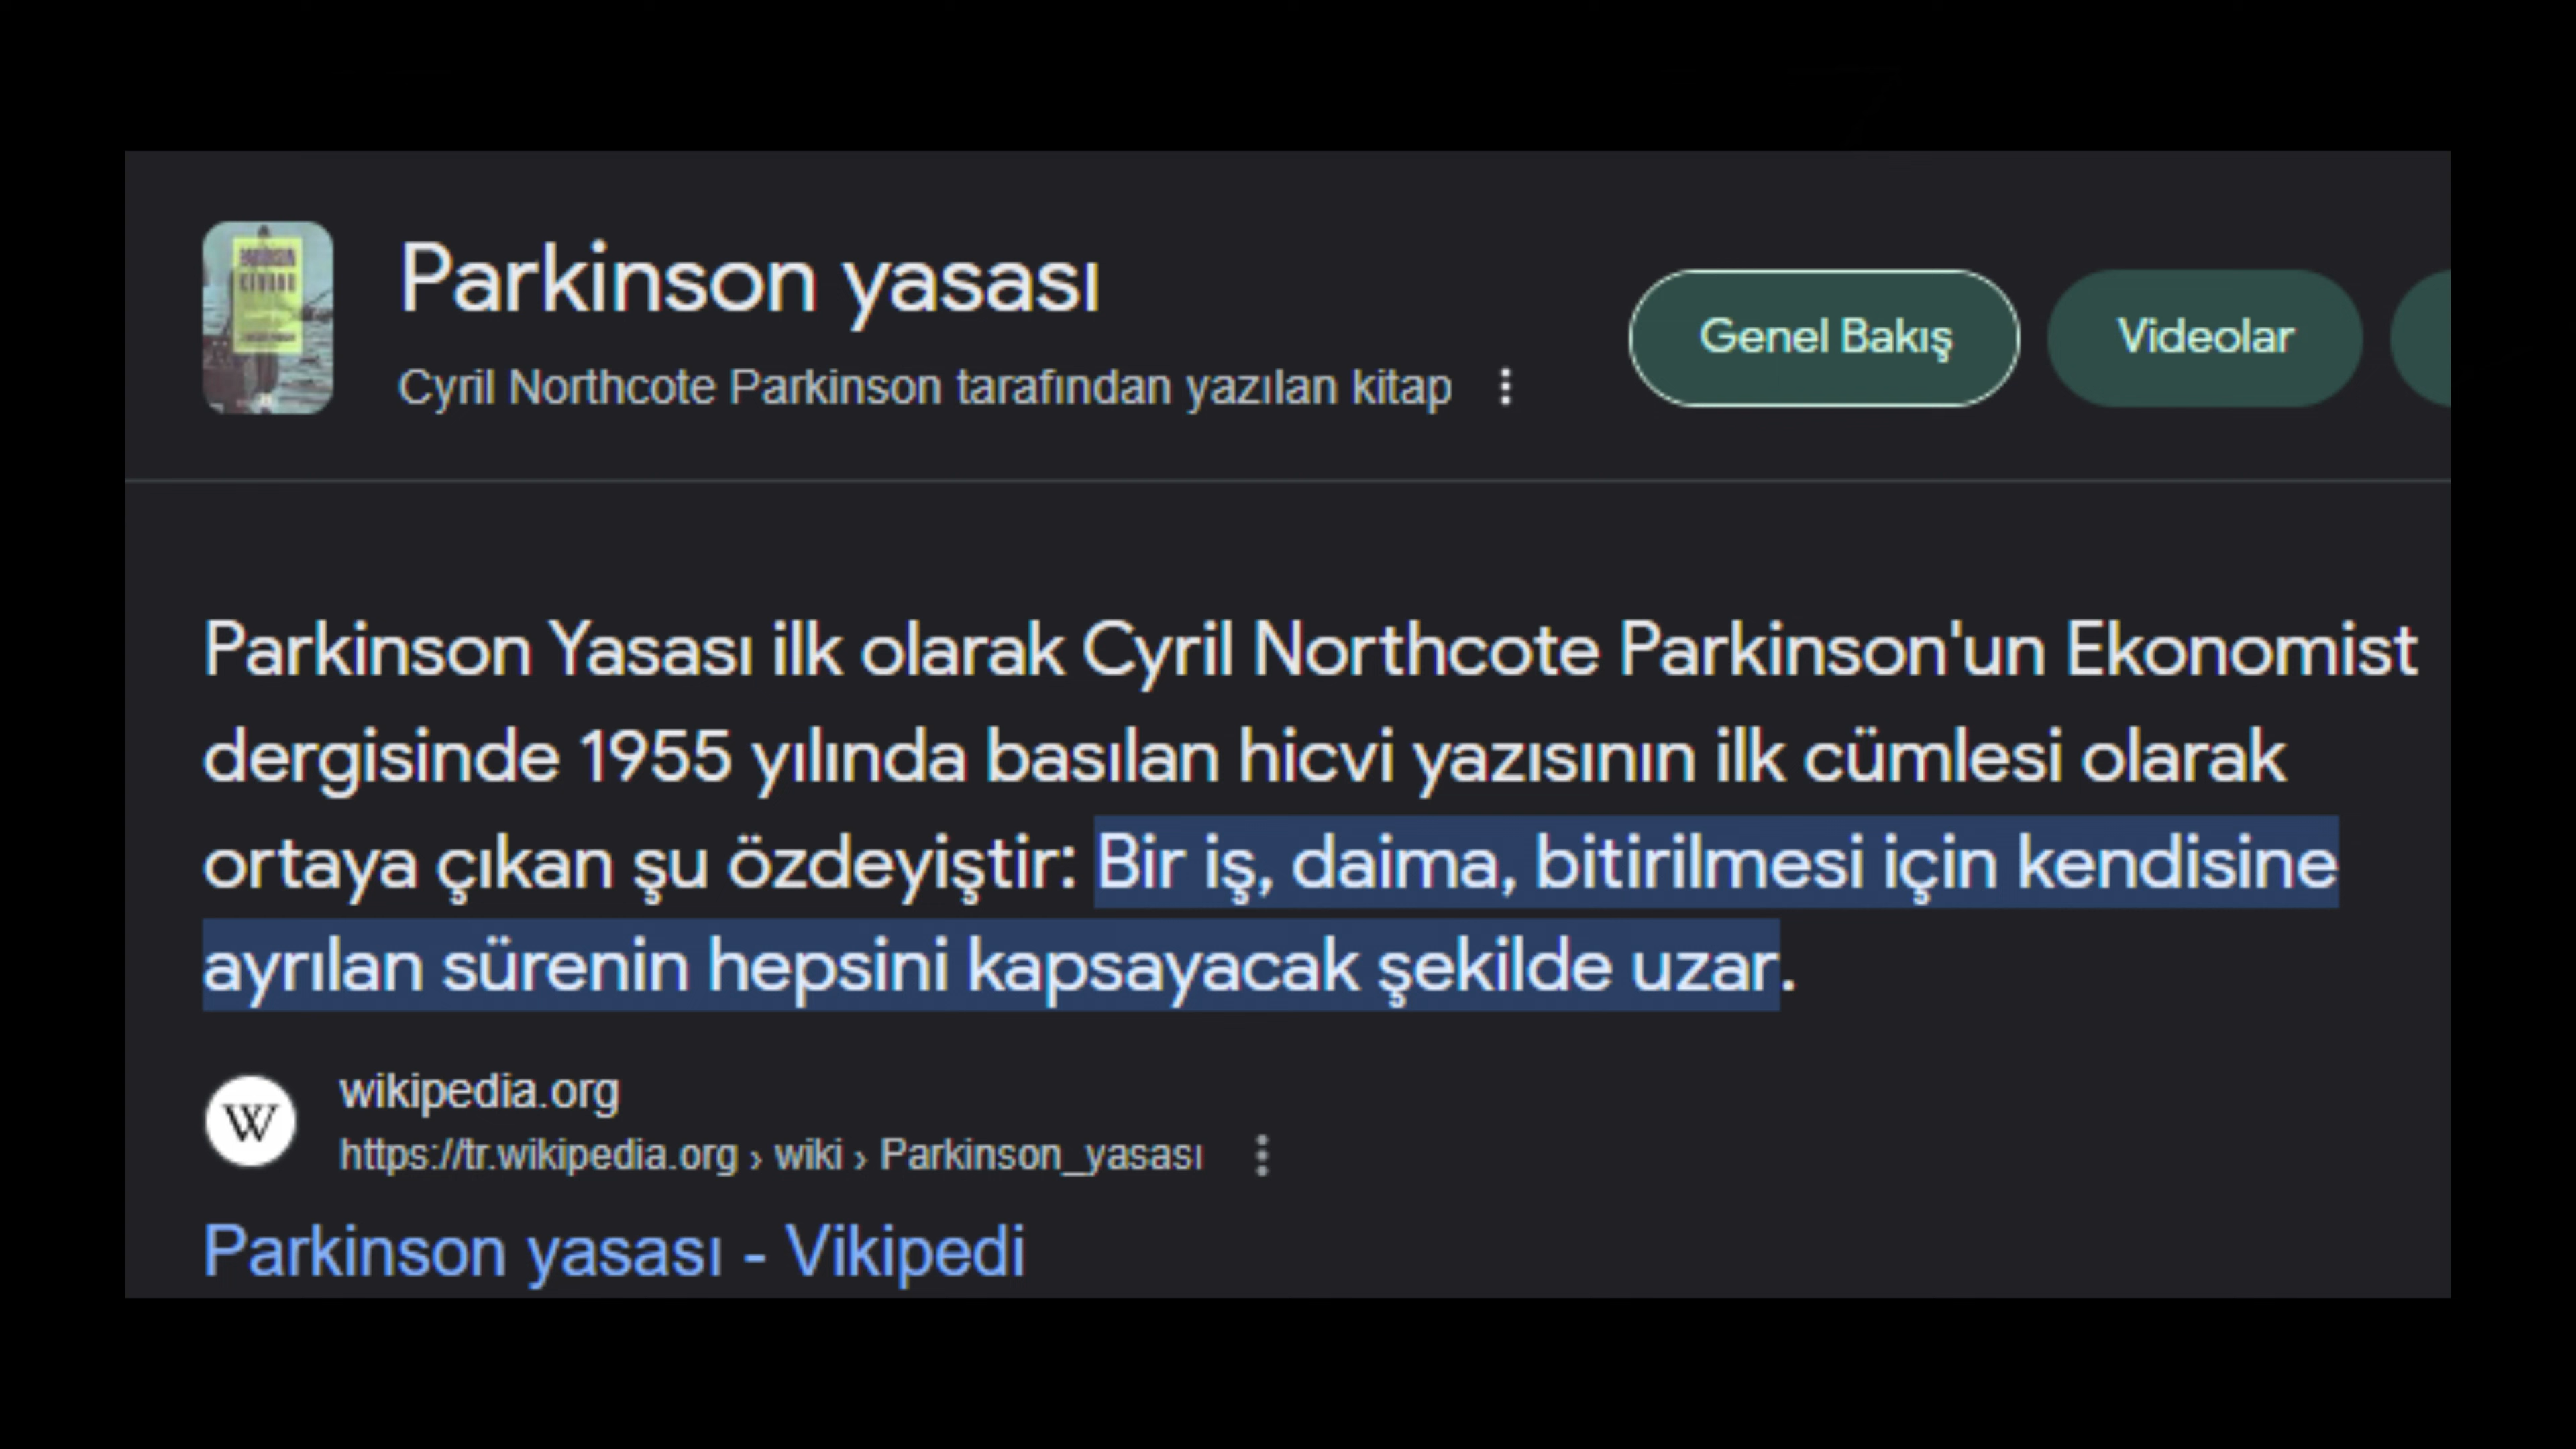 Parkinson yasası
Cyril Northcote Parkinson tarafından yazılan kitap
Genel Bakış
Videolar
Parkinson Yasası ilk olarak Cyril Northcote Parkinson'un Ekonomist
dergisinde 1955 yılında basılan hicvi yazısının ilk cümlesi olarak
ortaya çıkan şu özdeyiştir: Bir iş, daima, bitirilmesi için kendisine
ayrılan sürenin hepsini kapsayacak şekilde uzar.
W
wikipedia.org
https://tr.wikipedia.org › wiki › Parkinson_yasası
Parkinson yasası - Vikipedi